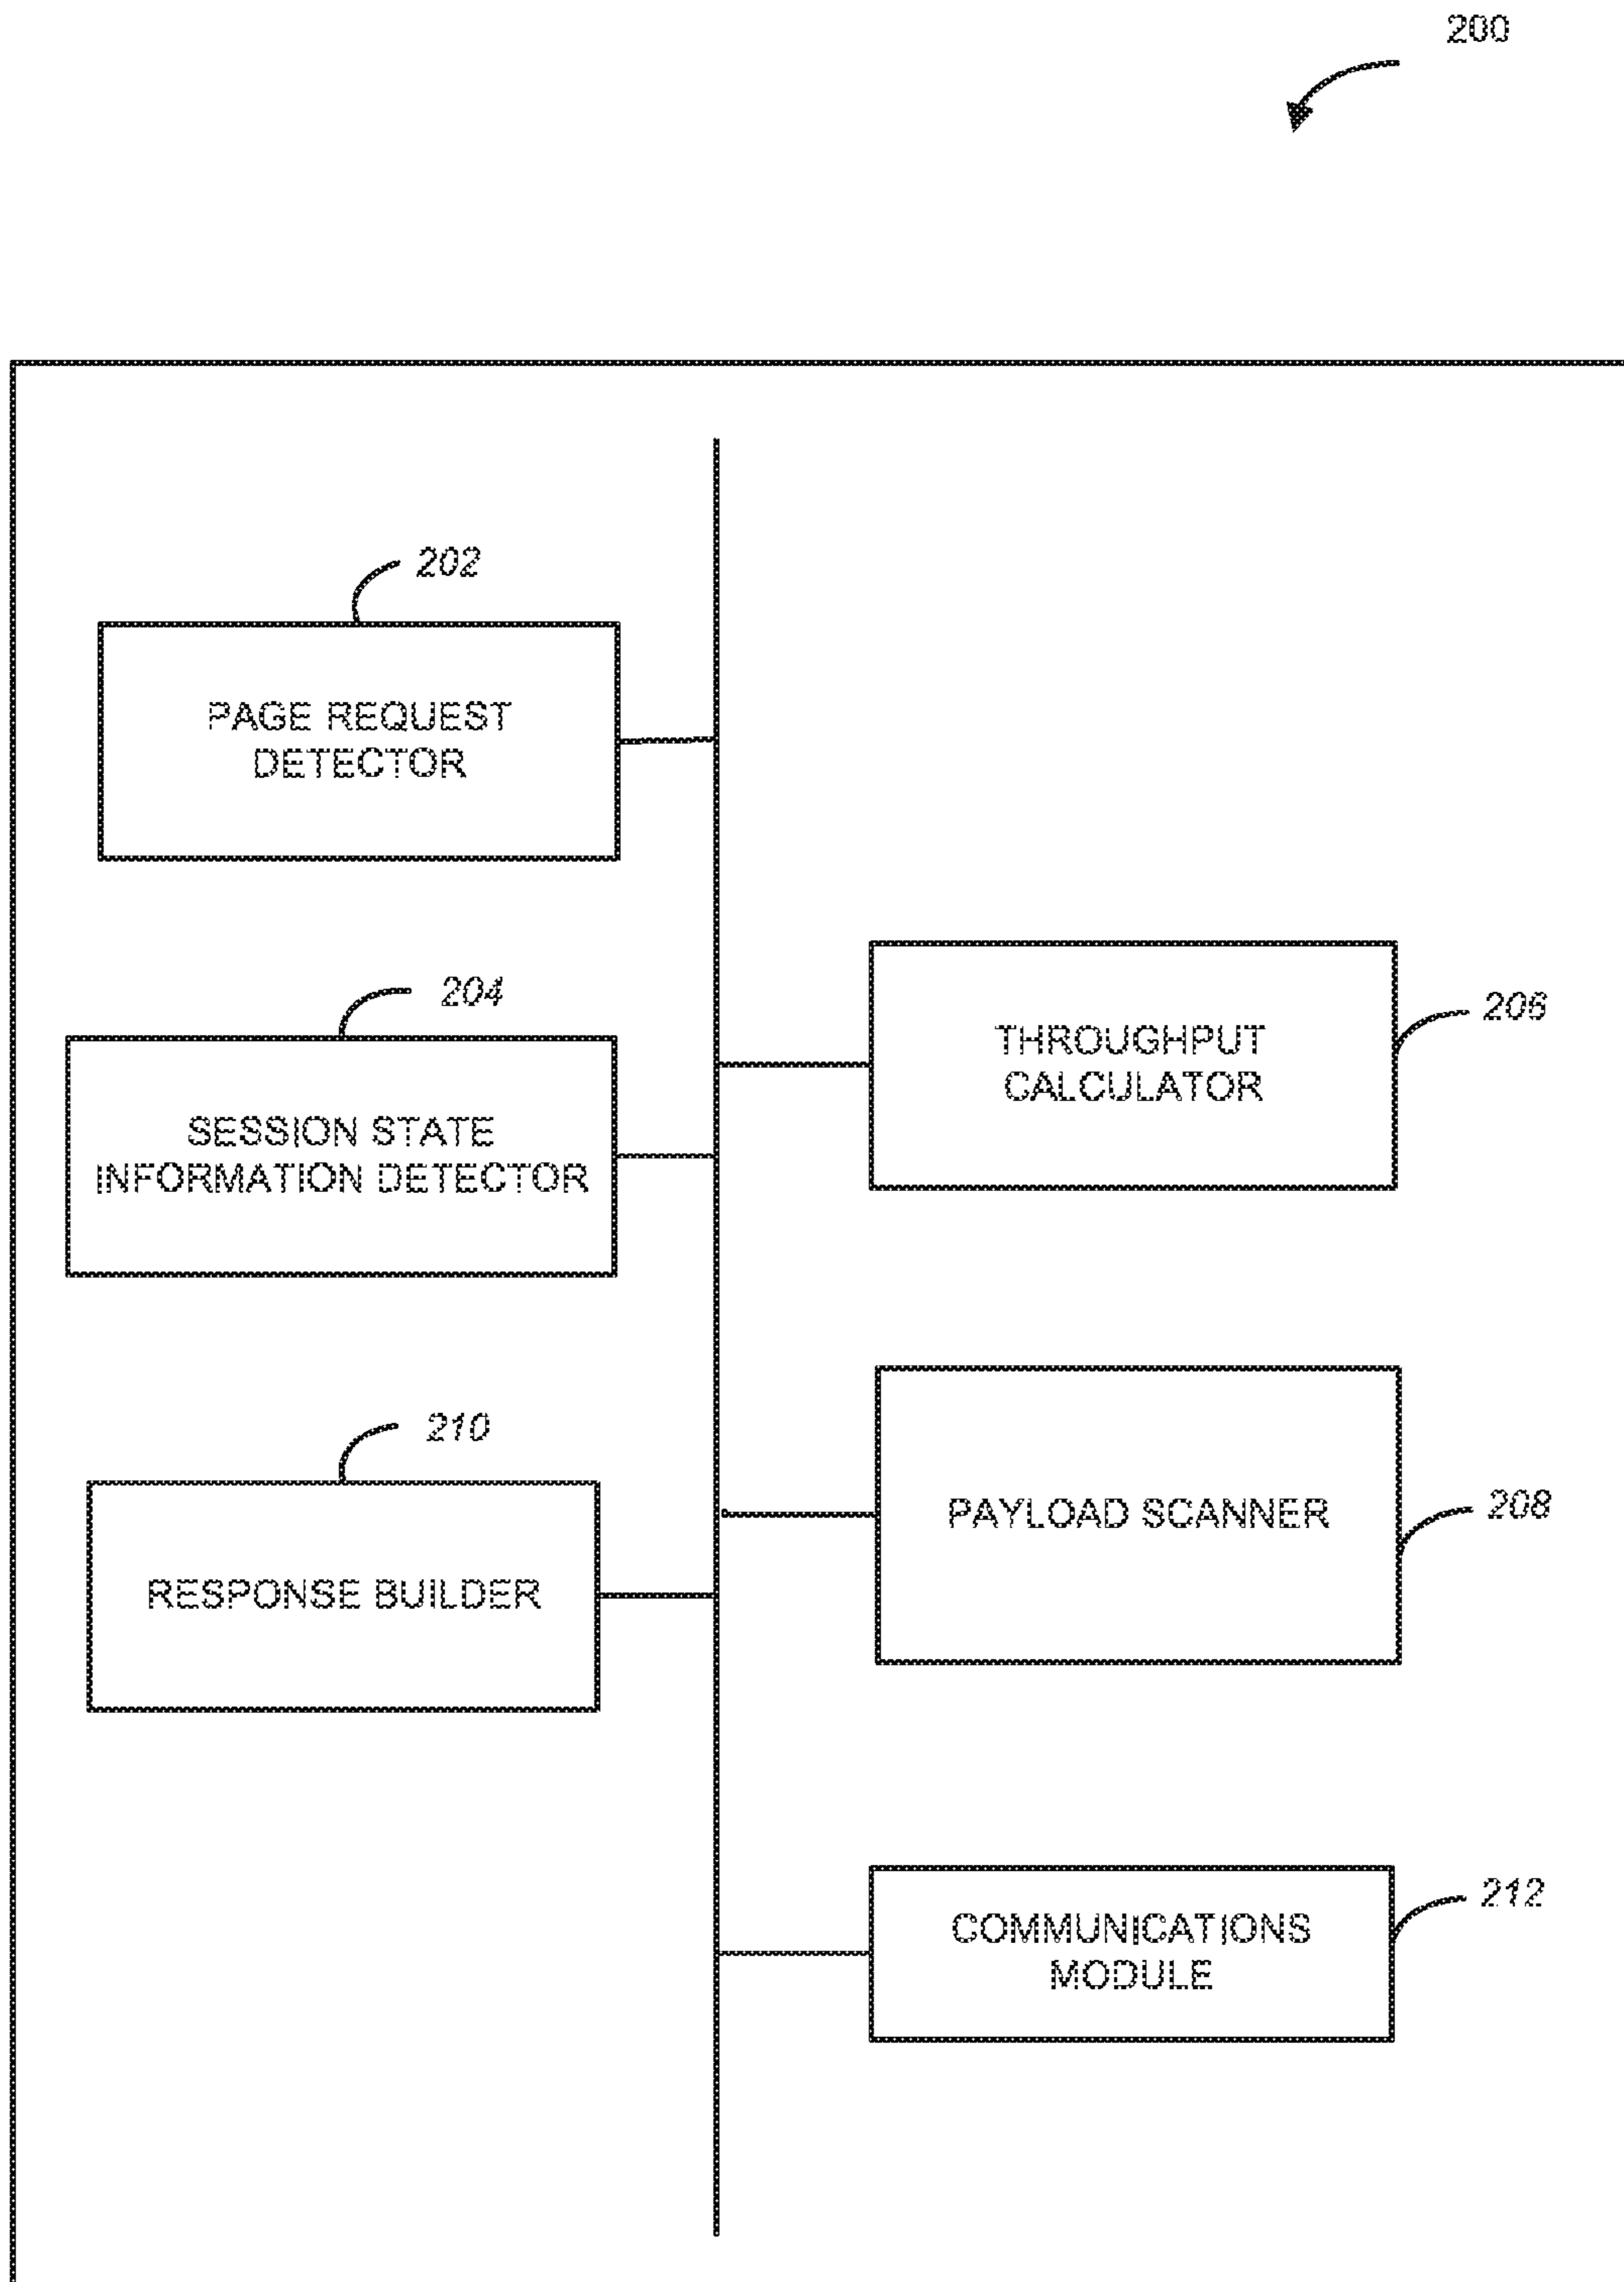 200
202
PAGE REQUEST
DETECTOR
204
SESSION STATE
INFORMATION DETECTOR
206
THROUGHPUT
CALCULATOR
210
RESPONSE BUILDER
208
PAYLOAD SCANNER
212
COMMUNICATIONS
MODULE